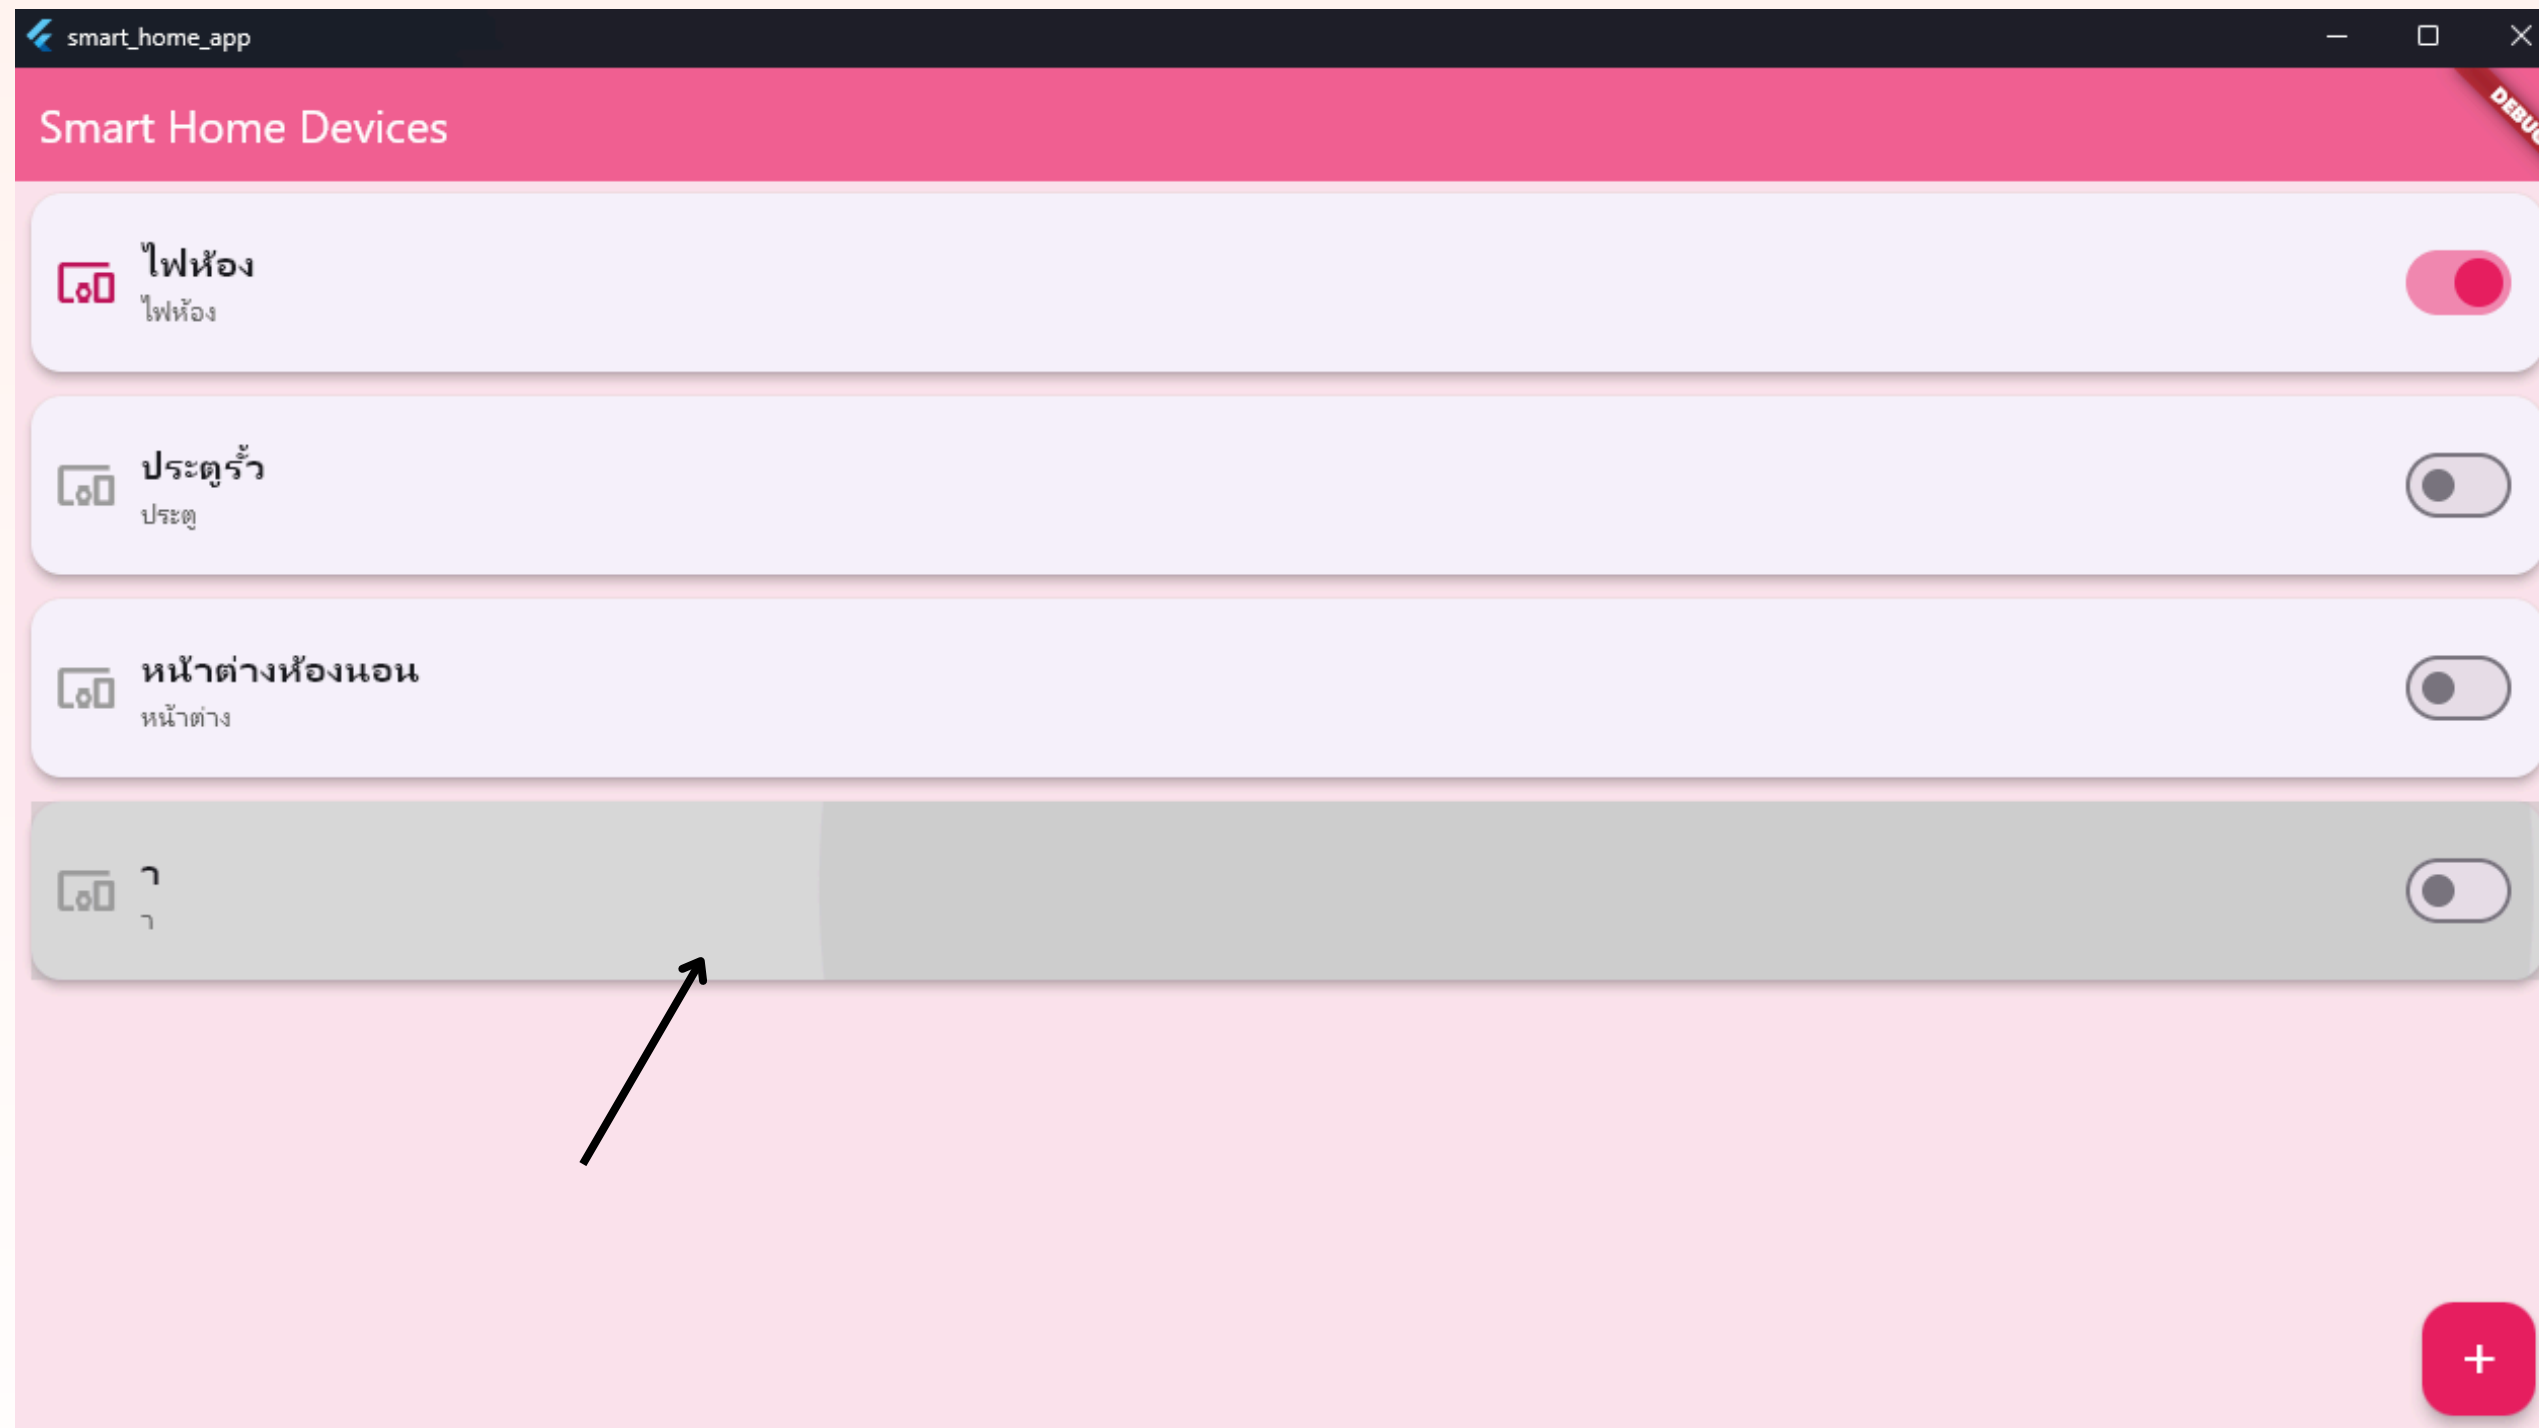 smart_home_app
Smart Home Devices
ไฟห้อง
ไฟห้อง
ประตูรั้ว
ประตู
หน้าต่างห้องนอน
หน้าต่าง
า
า